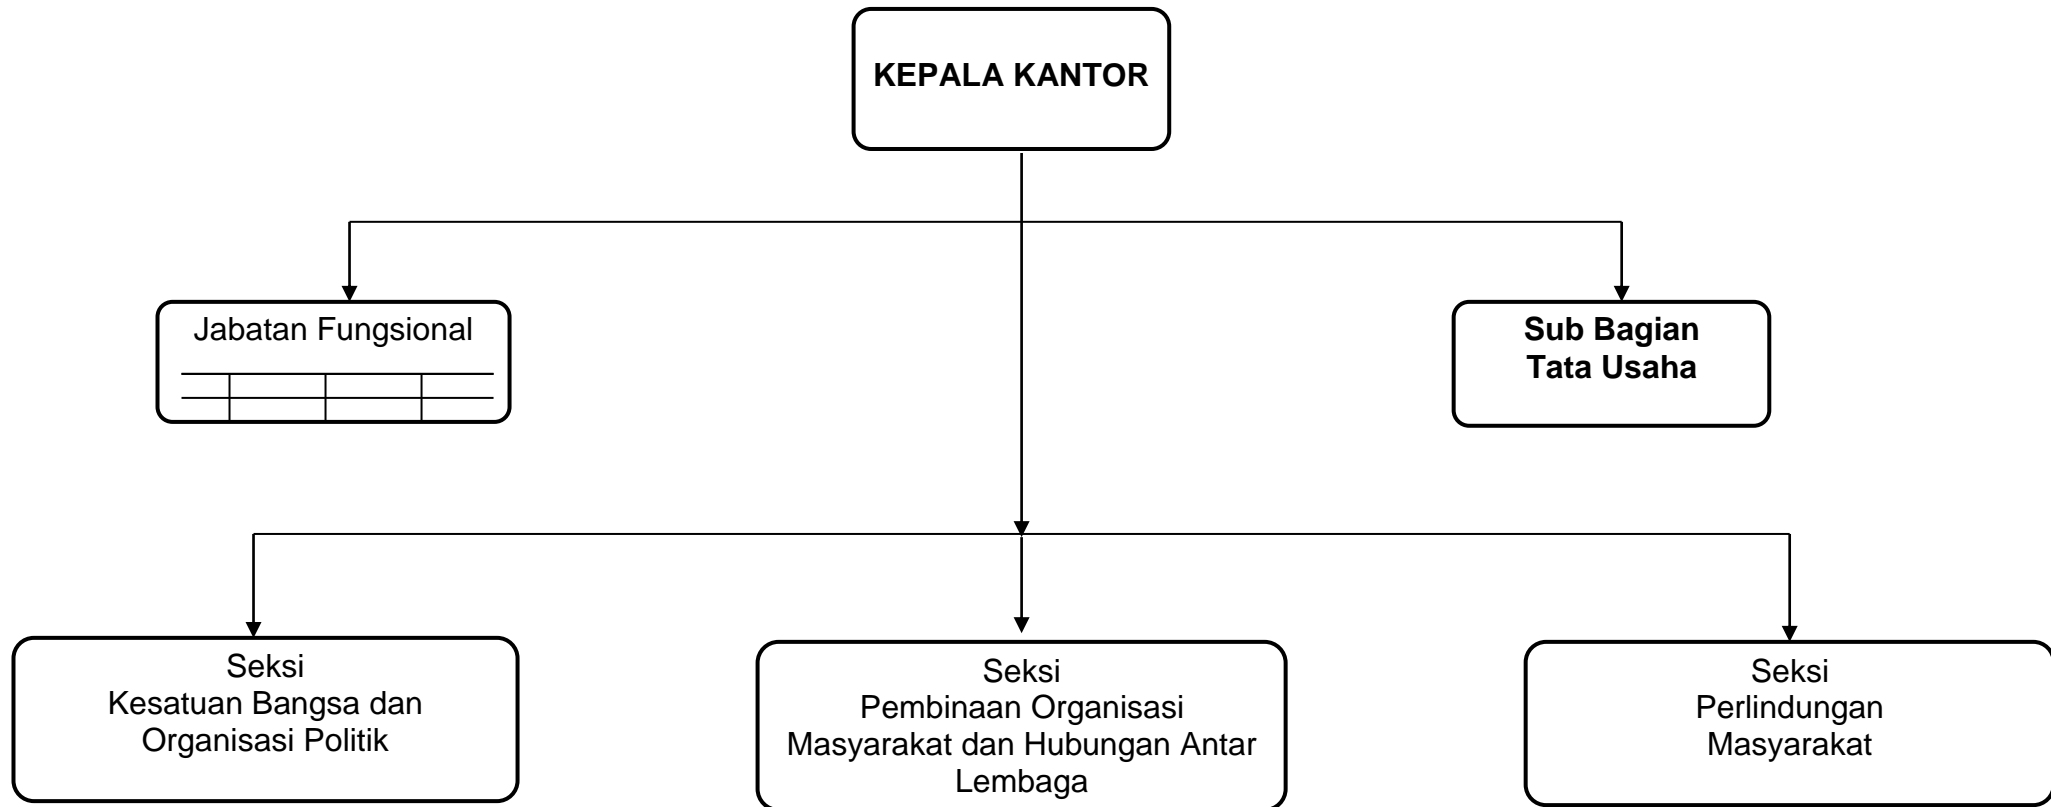 KEPALA KANTOR
Jabatan Fungsional
Sub Bagian
Tata Usaha
Seksi
Kesatuan Bangsa dan
Organisasi Politik
Seksi
Pembinaan Organisasi
Masyarakat dan Hubungan Antar
Lembaga
Seksi
Perlindungan
Masyarakat